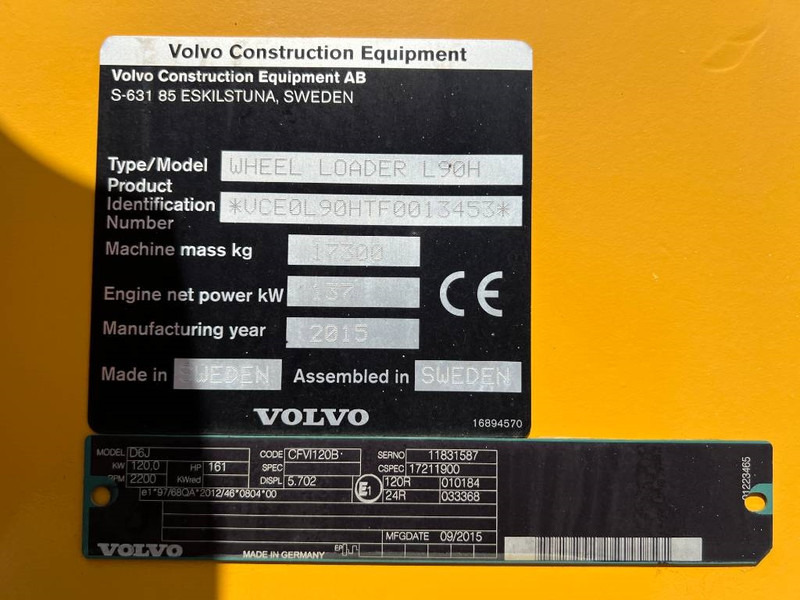 Volvo Construction Equipment
Volvo Construction Equipment AB
S-631 85 ESKILSTUNA, SWEDEN
Type/Model WHEEL LOADER L90H
Product
Identification *VCE0L90HTF0013453*
Number
Machine mass kg 17300
Engine net power kW 137
Manufacturing year 2015
CE
Made in SWEDEN Assembled in SWEDEN
VOLVO
16894570
MODEL D6J CODE CFVI120B SERNO 11831587
KW 120.0 HP 161 SPEC CSPEC 17211900
RPM 2200 KWred DISPL 5.702 E1 120R 010184
24R 033368
e1*97/68QA*2012/46*0804*00
MFGDATE 09/2015
VOLVO MADE IN GERMANY EP
01223465